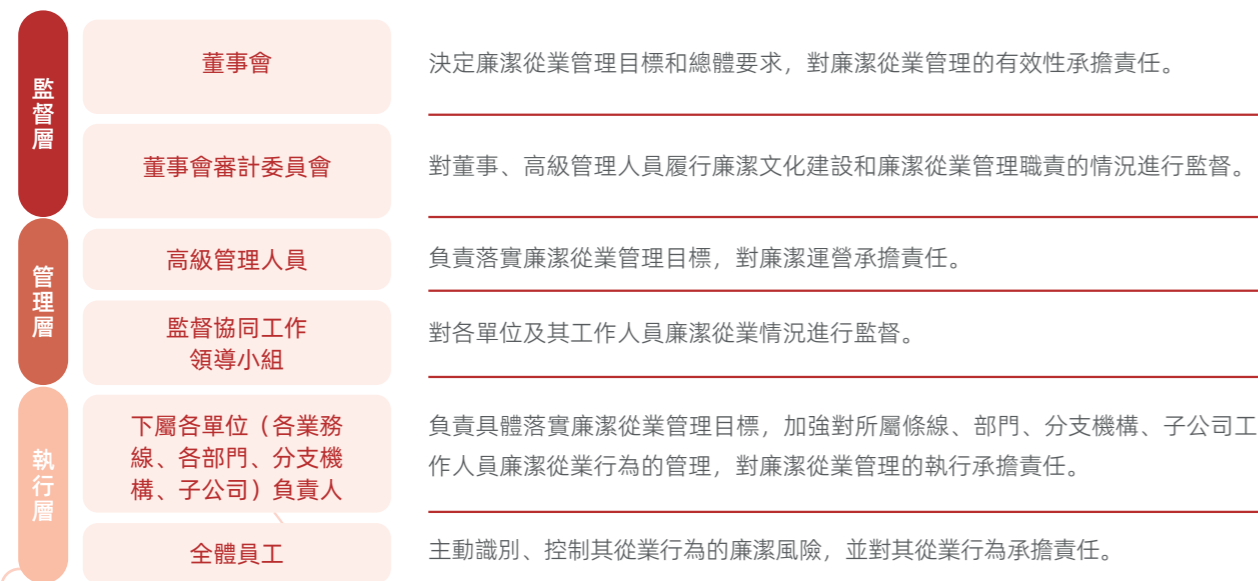 監督層
董事會
決定廉潔從業管理目標和總體要求，對廉潔從業管理的有效性承擔責任。
董事會審計委員會
對董事、高級管理人員履行廉潔文化建設和廉潔從業管理職責的情況進行監督。
管理層
高級管理人員
負責落實廉潔從業管理目標，對廉潔運營承擔責任。
監督協同工作
領導小組
對各單位及其工作人員廉潔從業情況進行監督。
執行層
下屬各單位（各業務
線、各部門、分支機
構、子公司）負責人
負責具體落實廉潔從業管理目標，加強對所屬條線、部門、分支機構、子公司工
作人員廉潔從業行為的管理，對廉潔從業管理的執行承擔責任。
全體員工
主動識別、控制其從業行為的廉潔風險，並對其從業行為承擔責任。